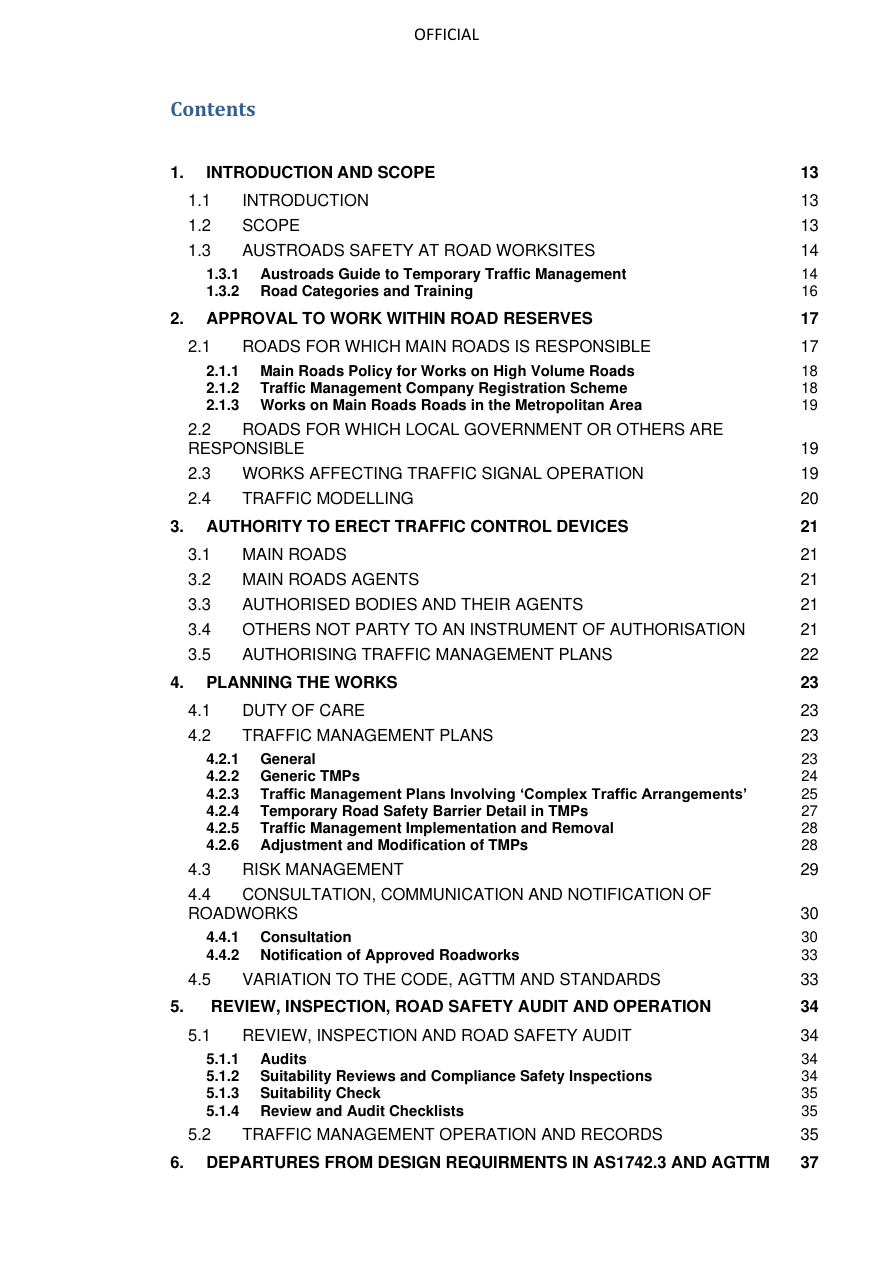 OFFICIAL
Contents
1. INTRODUCTION AND SCOPE 13
1.1 INTRODUCTION 13
1.2 SCOPE 13
1.3 AUSTROADS SAFETY AT ROAD WORKSITES 14
1.3.1 Austroads Guide to Temporary Traffic Management 14
1.3.2 Road Categories and Training 16
2. APPROVAL TO WORK WITHIN ROAD RESERVES 17
2.1 ROADS FOR WHICH MAIN ROADS IS RESPONSIBLE 17
2.1.1 Main Roads Policy for Works on High Volume Roads 18
2.1.2 Traffic Management Company Registration Scheme 18
2.1.3 Works on Main Roads Roads in the Metropolitan Area 19
2.2 ROADS FOR WHICH LOCAL GOVERNMENT OR OTHERS ARE
RESPONSIBLE 19
2.3 WORKS AFFECTING TRAFFIC SIGNAL OPERATION 19
2.4 TRAFFIC MODELLING 20
3. AUTHORITY TO ERECT TRAFFIC CONTROL DEVICES 21
3.1 MAIN ROADS 21
3.2 MAIN ROADS AGENTS 21
3.3 AUTHORISED BODIES AND THEIR AGENTS 21
3.4 OTHERS NOT PARTY TO AN INSTRUMENT OF AUTHORISATION 21
3.5 AUTHORISING TRAFFIC MANAGEMENT PLANS 22
4. PLANNING THE WORKS 23
4.1 DUTY OF CARE 23
4.2 TRAFFIC MANAGEMENT PLANS 23
4.2.1 General 23
4.2.2 Generic TMPs 24
4.2.3 Traffic Management Plans Involving ‘Complex Traffic Arrangements’ 25
4.2.4 Temporary Road Safety Barrier Detail in TMPs 27
4.2.5 Traffic Management Implementation and Removal 28
4.2.6 Adjustment and Modification of TMPs 28
4.3 RISK MANAGEMENT 29
4.4 CONSULTATION, COMMUNICATION AND NOTIFICATION OF
ROADWORKS 30
4.4.1 Consultation 30
4.4.2 Notification of Approved Roadworks 33
4.5 VARIATION TO THE CODE, AGTTM AND STANDARDS 33
5. REVIEW, INSPECTION, ROAD SAFETY AUDIT AND OPERATION 34
5.1 REVIEW, INSPECTION AND ROAD SAFETY AUDIT 34
5.1.1 Audits 34
5.1.2 Suitability Reviews and Compliance Safety Inspections 34
5.1.3 Suitability Check 35
5.1.4 Review and Audit Checklists 35
5.2 TRAFFIC MANAGEMENT OPERATION AND RECORDS 35
6. DEPARTURES FROM DESIGN REQUIRMENTS IN AS1742.3 AND AGTTM 37